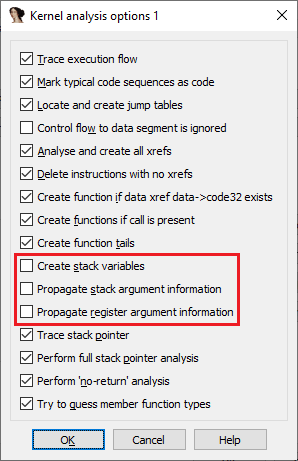 Kernel analysis options 1
Trace execution flow
Mark typical code sequences as code
Locate and create jump tables
Control flow to data segment is ignored
Analyse and create all xrefs
Delete instructions with no xrefs
Create function if data xref data->code32 exists
Create functions if call is present
Create function tails
Create stack variables
Propagate stack argument information
Propagate register argument information
Trace stack pointer
Perform full stack pointer analysis
Perform 'no-return' analysis
Try to guess member function types
OK Cancel Help